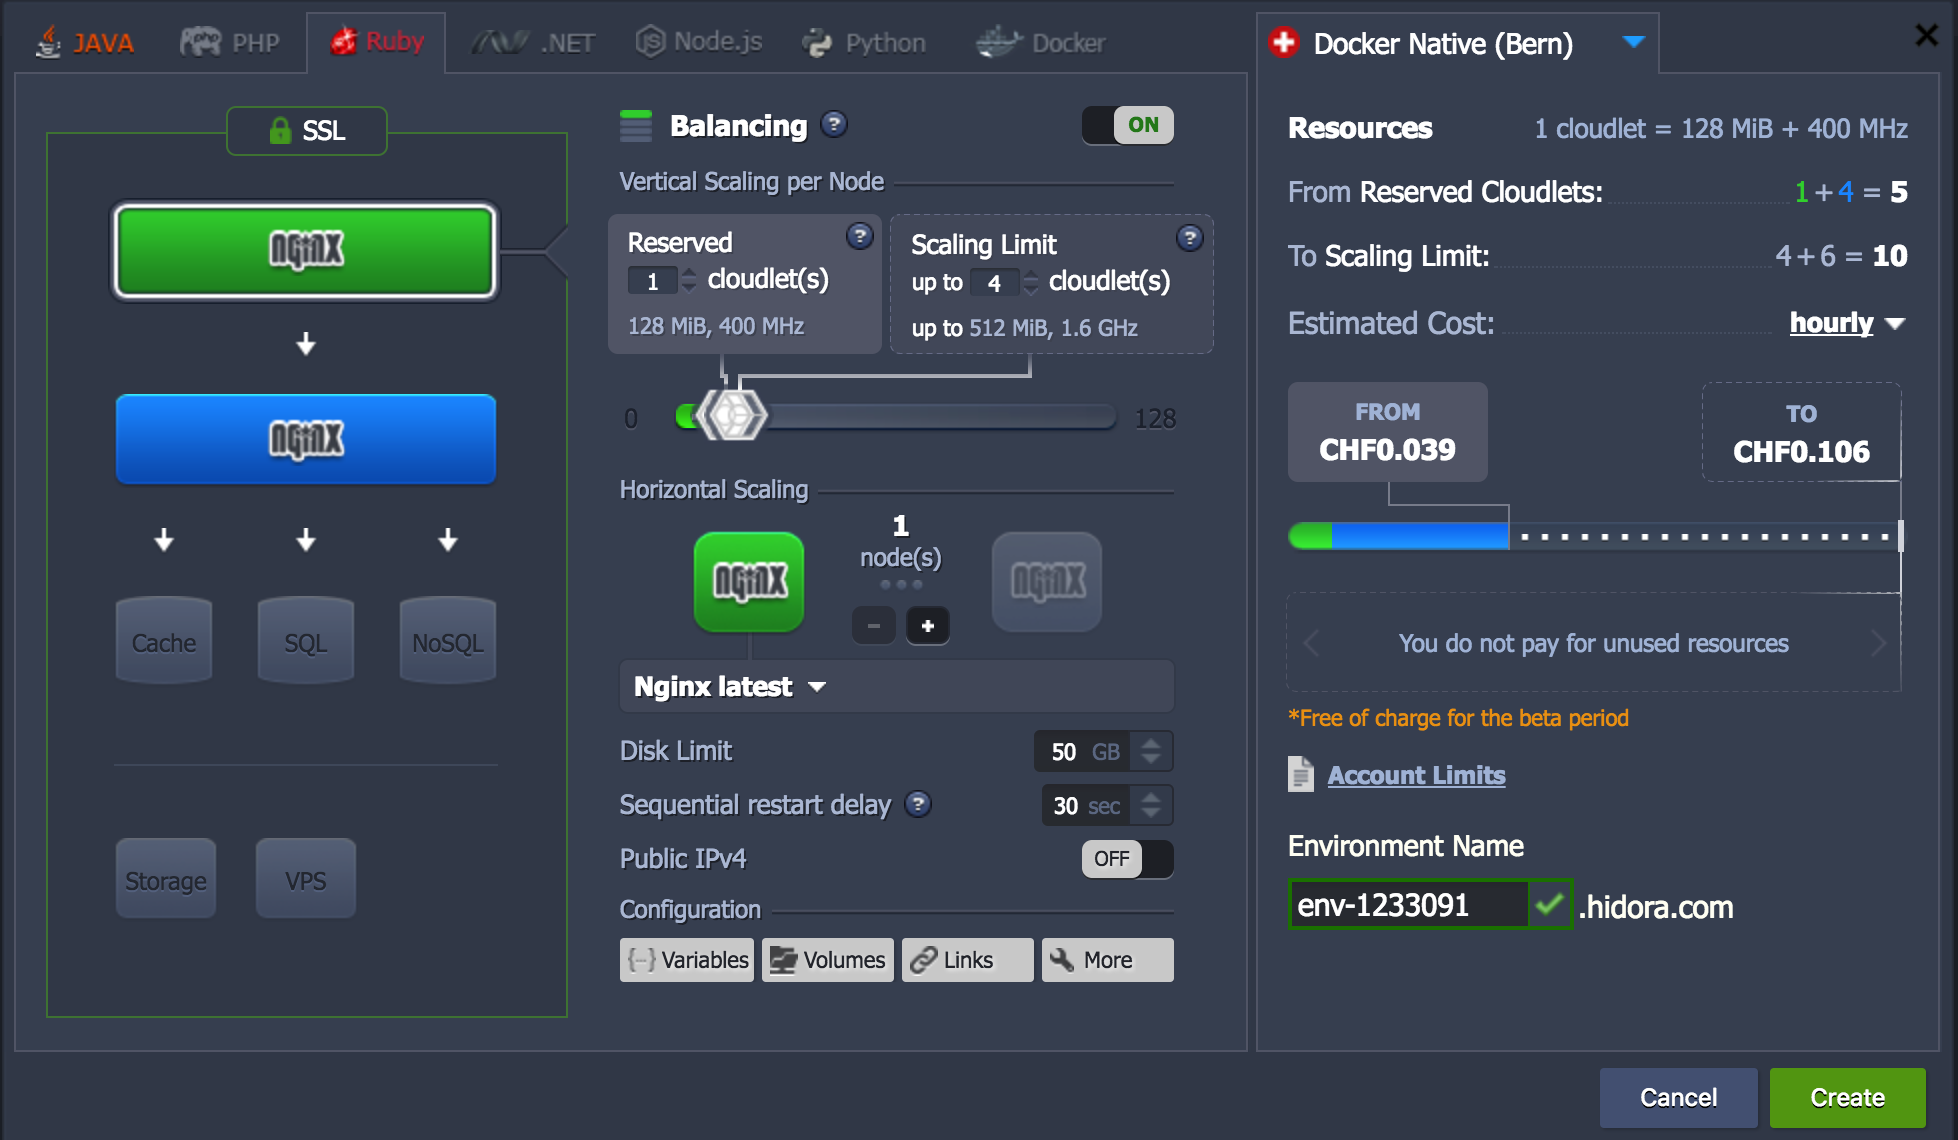 JAVA
PHP
Ruby
.NET
Node.js
Python
Docker
Docker Native (Bern)
SSL
NGINX
NGINX
Cache
SQL
NoSQL
Storage
VPS
Balancing ?
ON
Vertical Scaling per Node
Reserved ?
1 cloudlet(s)
128 MiB, 400 MHz
Scaling Limit ?
up to 4 cloudlet(s)
up to 512 MiB, 1.6 GHz
0
128
Horizontal Scaling
NGINX
1
node(s)
− +
NGINX
Nginx latest
Disk Limit 50 GB
Sequential restart delay ? 30 sec
Public IPv4 OFF
Configuration
{--} Variables
Volumes
Links
More
Resources 1 cloudlet = 128 MiB + 400 MHz
From Reserved Cloudlets: 1 + 4 = 5
To Scaling Limit: 4 + 6 = 10
Estimated Cost: hourly
FROM
CHF0.039
TO
CHF0.106
You do not pay for unused resources
*Free of charge for the beta period
Account Limits
Environment Name
env-1233091 .hidora.com
Cancel
Create